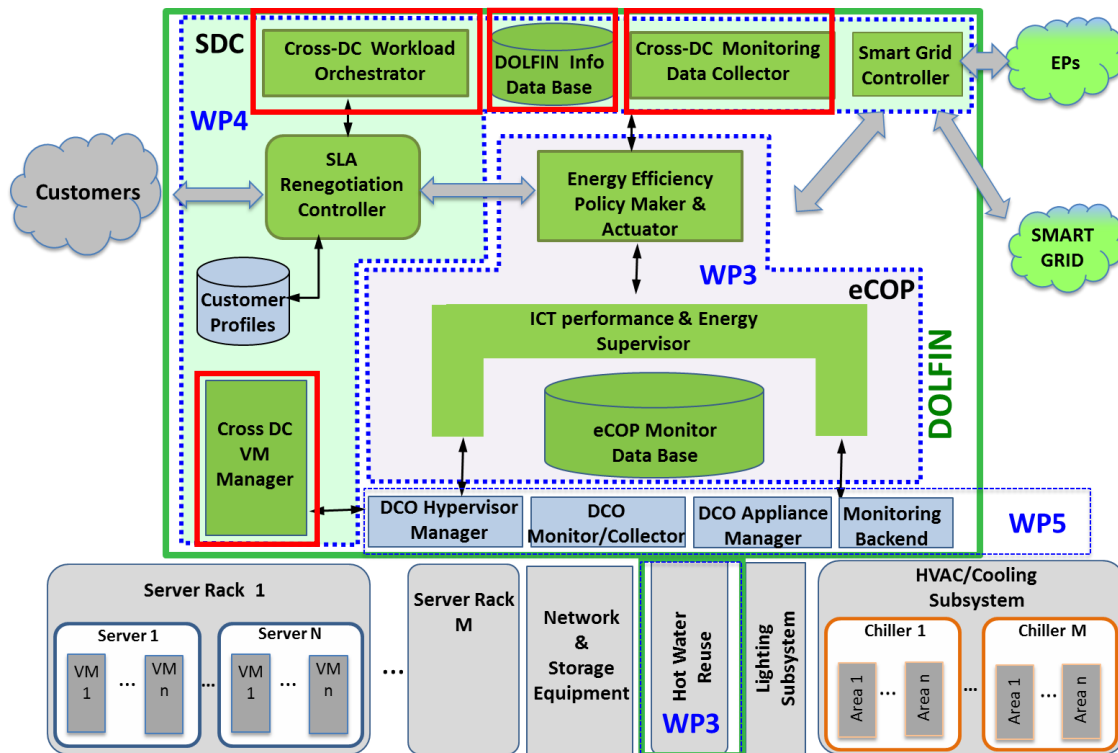 SDC
Cross-DC Workload
Orchestrator
DOLFIN Info
Data Base
Cross-DC Monitoring
Data Collector
Smart Grid
Controller
EPs
WP4
Customers
SLA
Renegotiation
Controller
Energy Efficiency
Policy Maker &
Actuator
SMART
GRID
WP3
eCOP
Customer
Profiles
ICT performance & Energy
Supervisor
DOLFIN
Cross DC
VM
Manager
eCOP Monitor
Data Base
DCO Hypervisor
Manager
DCO
Monitor/Collector
DCO Appliance
Manager
Monitoring
Backend
WP5
Server Rack 1
Server 1
VM
1
...
VM
n
...
Server N
VM
1
...
VM
n
...
Server Rack
M
Network
&
Storage
Equipment
Hot Water
Reuse
WP3
Lighting
Subsystem
HVAC/Cooling
Subsystem
Chiller 1
Area 1
...
Area n
...
Chiller M
Area 1
...
Area n